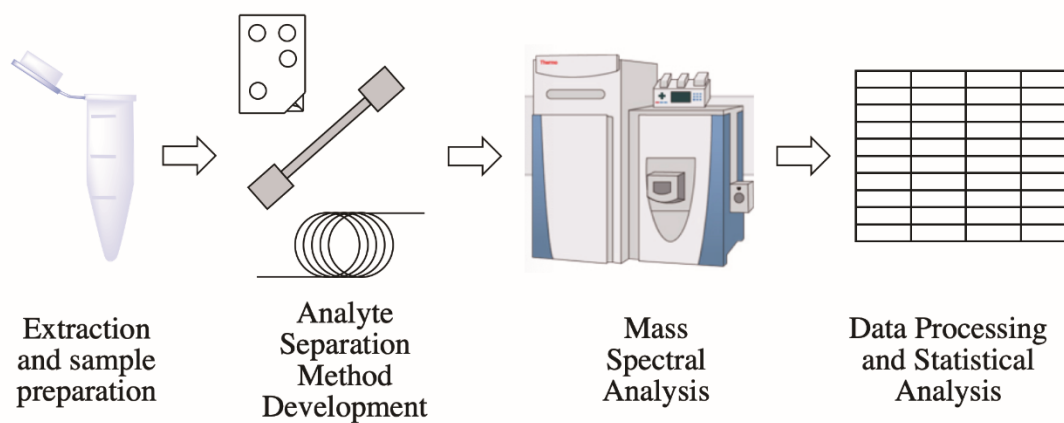 Thermo
Extraction
and sample
preparation
Analyte
Separation
Method
Development
Mass
Spectral
Analysis
Data Processing
and Statistical
Analysis